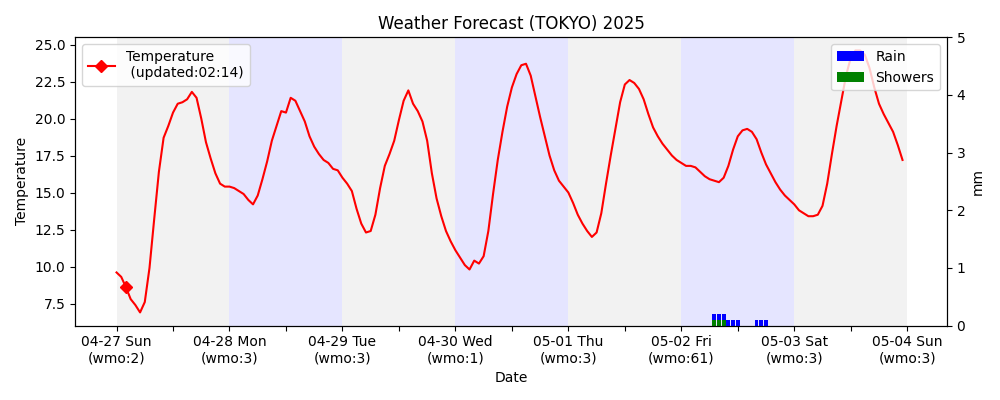 Weather Forecast (TOKYO) 2025
Temperature
(updated:02:14)
Rain
Showers
25.0
22.5
20.0
17.5
15.0
12.5
10.0
7.5
Temperature
5
4
3
2
1
0
mm
04-27 Sun
(wmo:2)
04-28 Mon
(wmo:3)
04-29 Tue
(wmo:3)
04-30 Wed
(wmo:1)
05-01 Thu
(wmo:3)
05-02 Fri
(wmo:61)
05-03 Sat
(wmo:3)
05-04 Sun
(wmo:3)
Date